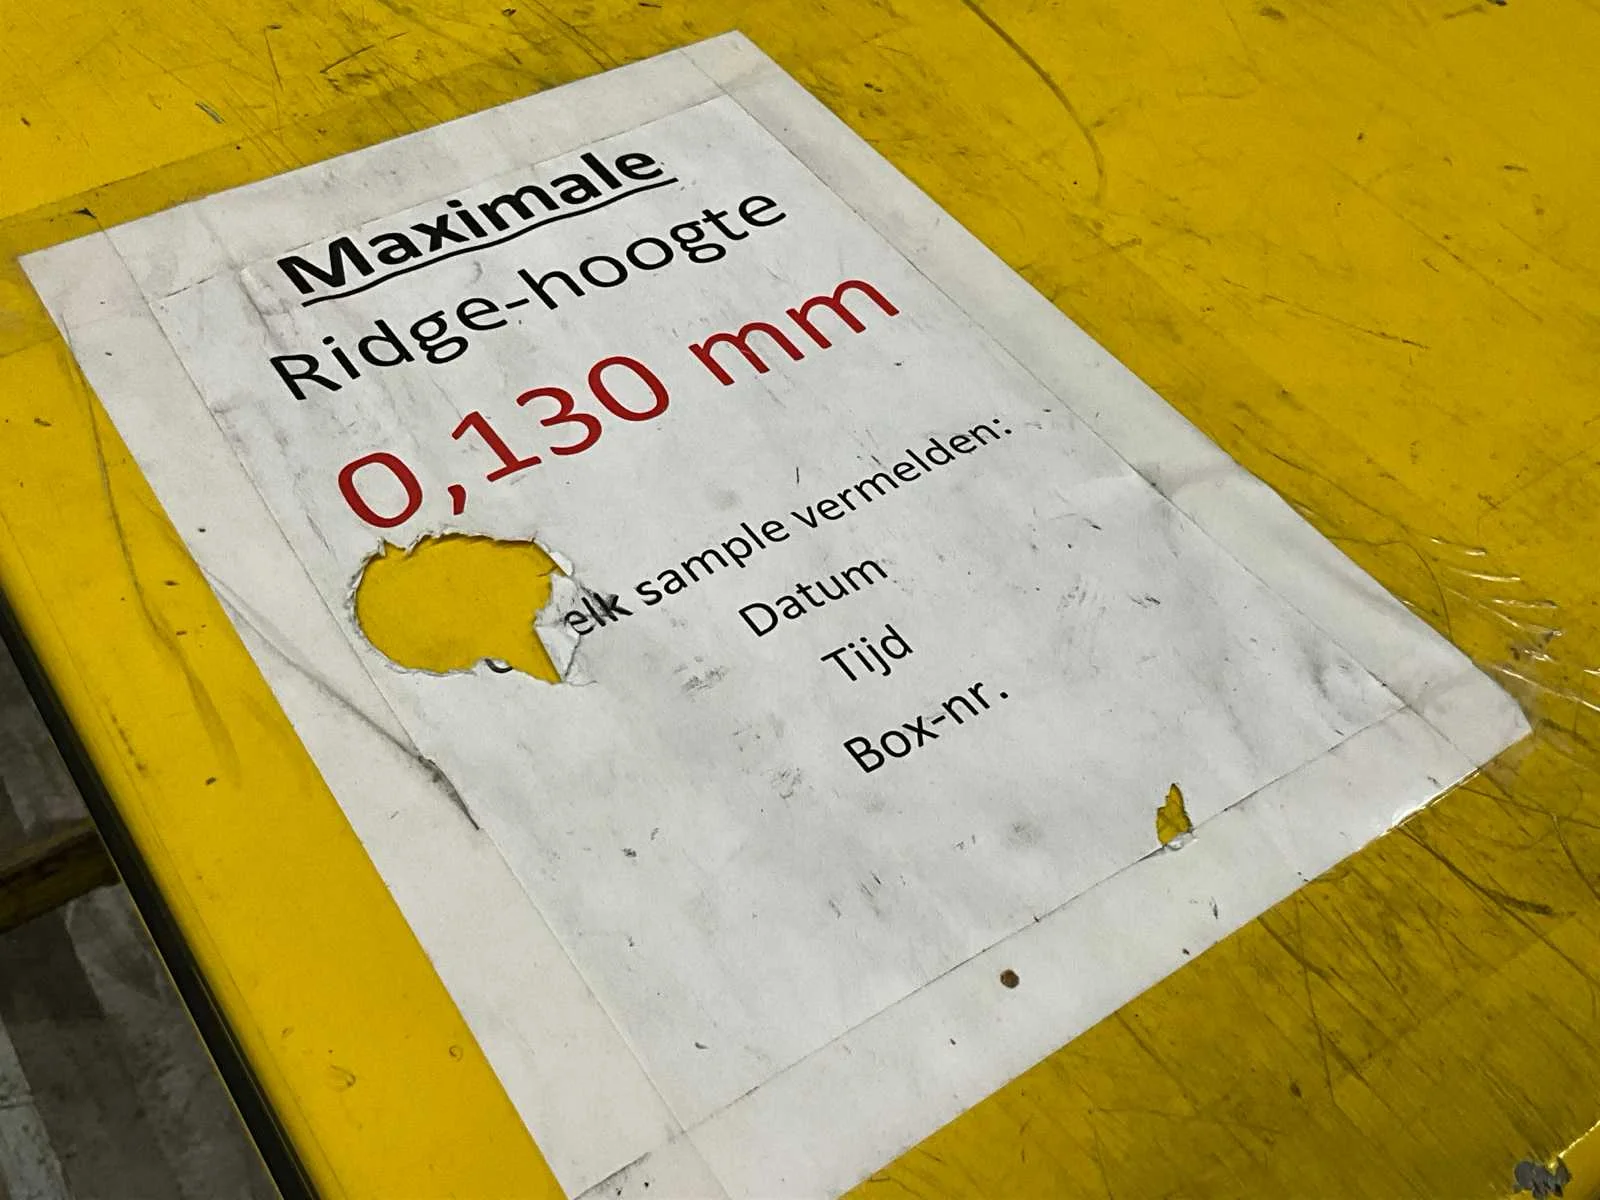 Maximale
Ridge-hoogte
0,130 mm
elk sample vermelden:
Datum
Tijd
Box-nr.